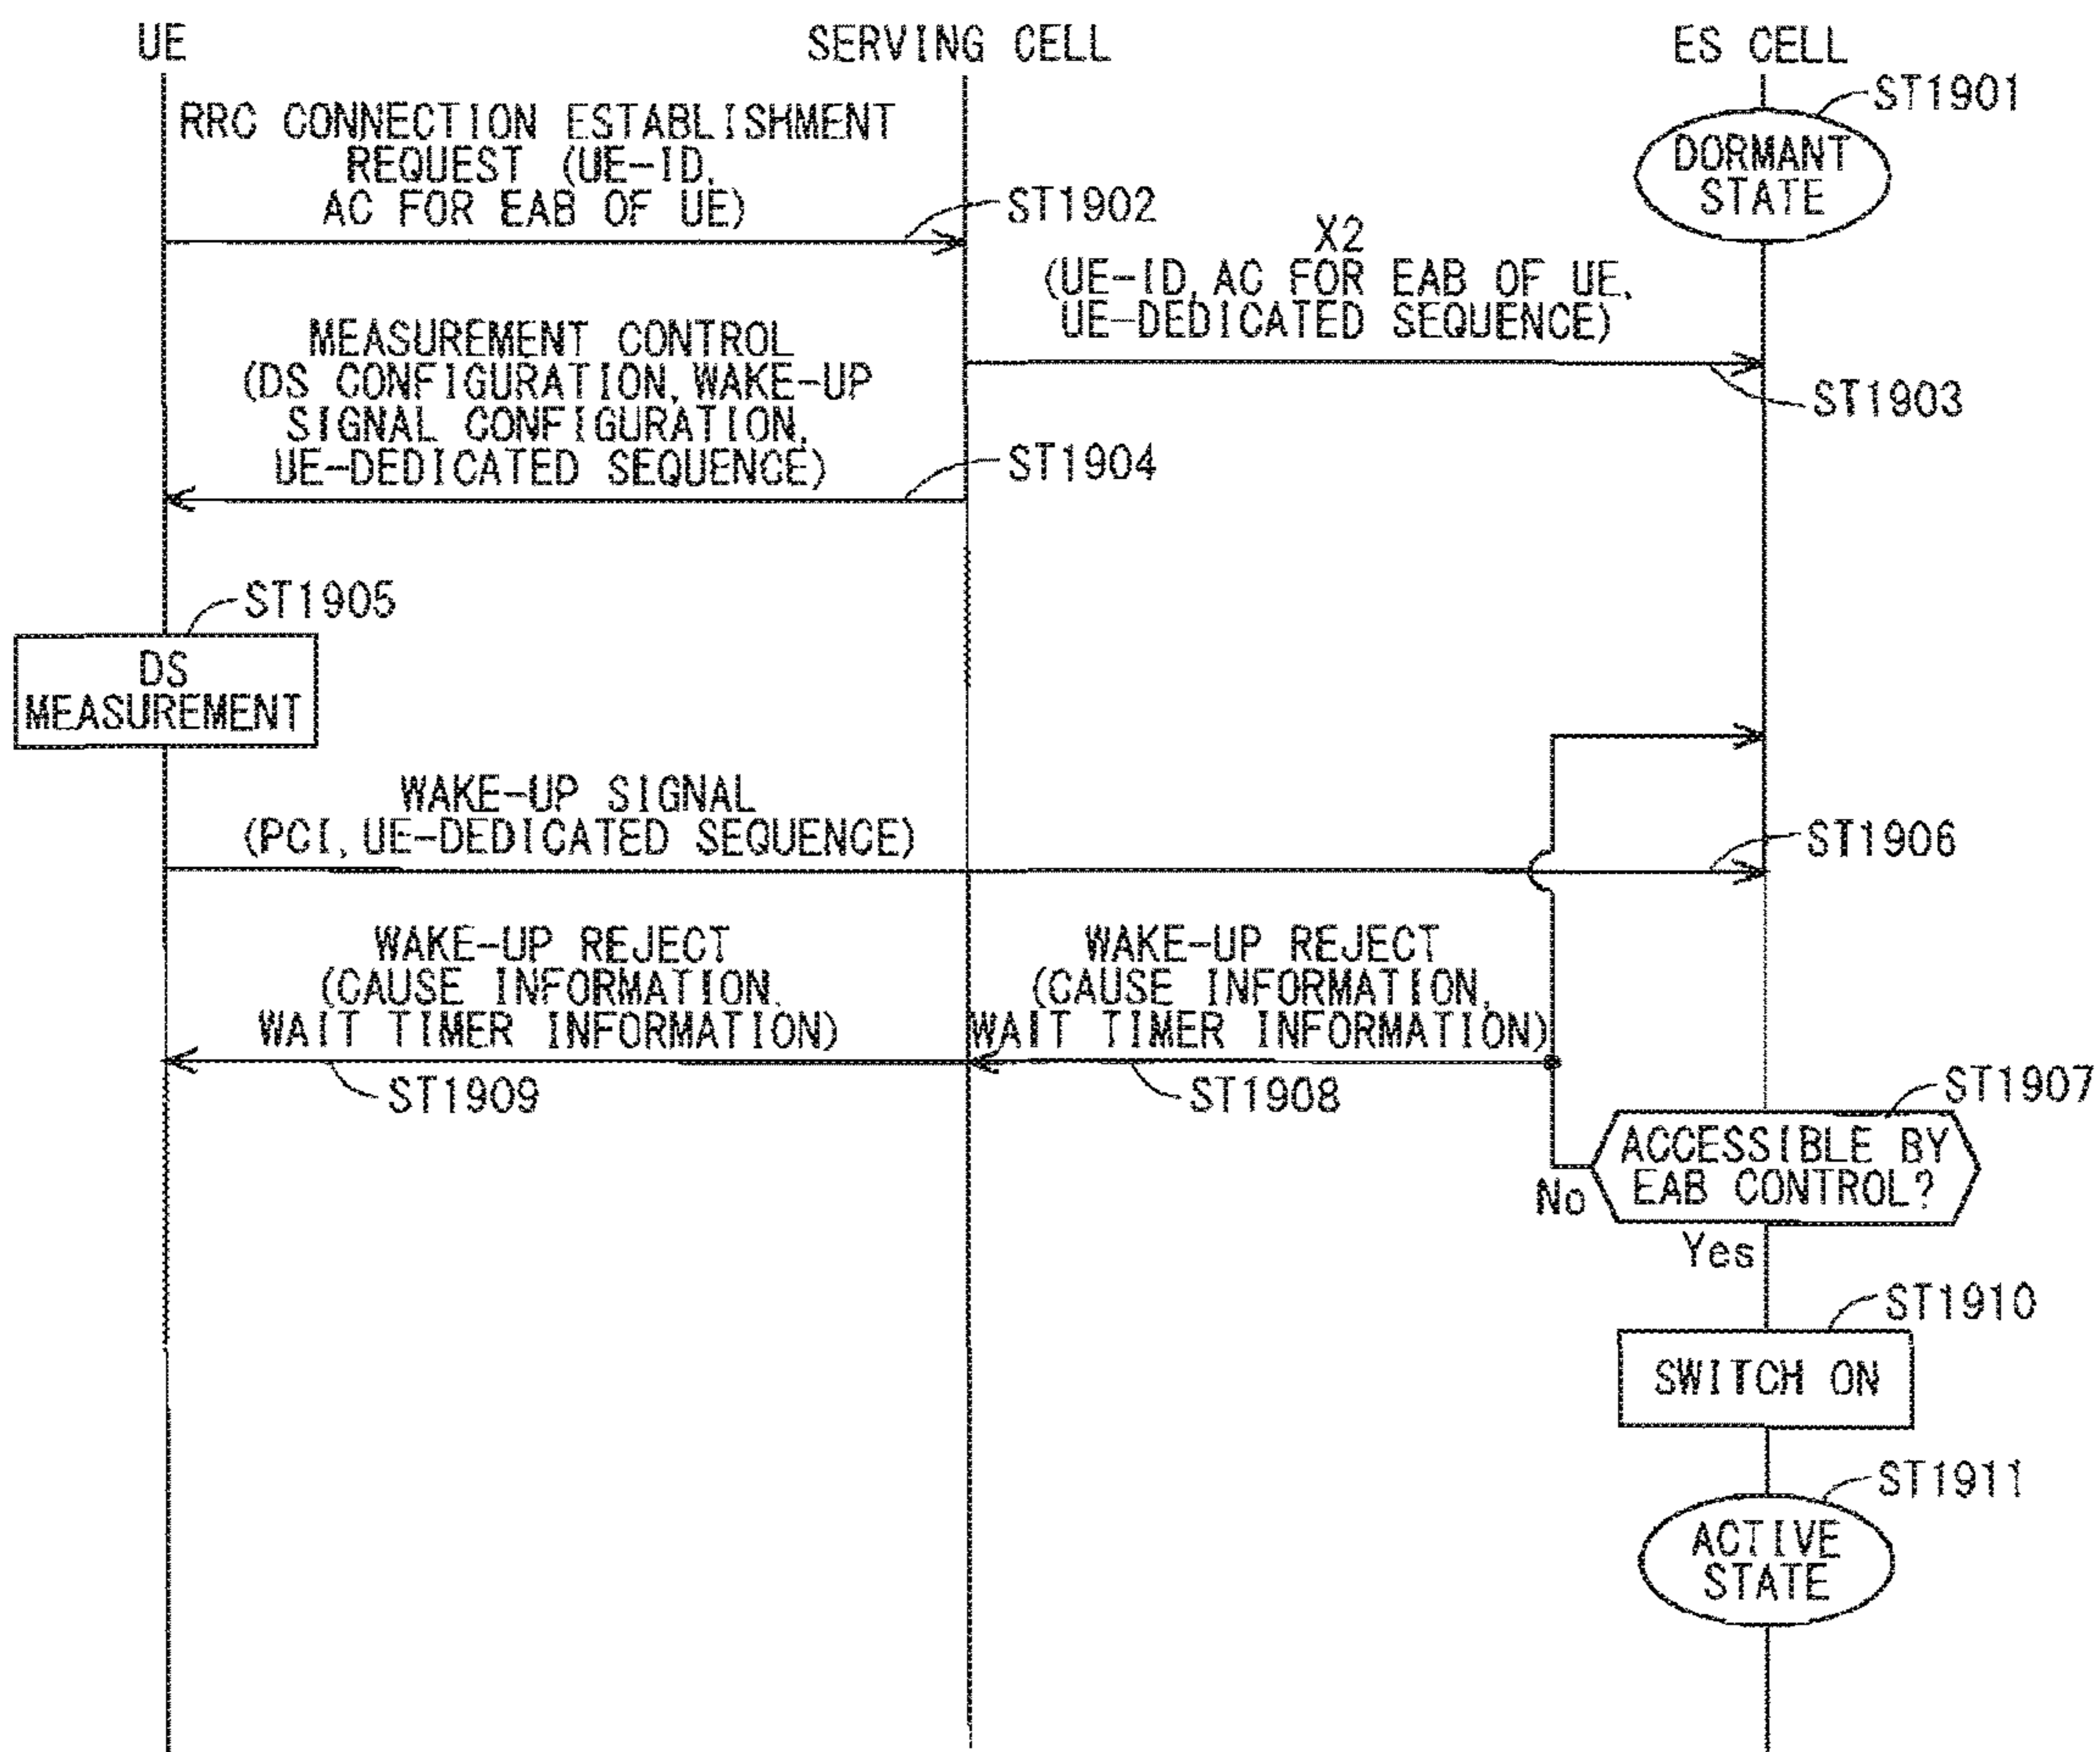 UE
SERVING CELL
ES CELL
ST1901
DORMANT
STATE
RRC CONNECTION ESTABLISHMENT
REQUEST (UE-ID,
AC FOR EAB OF UE)
ST1902
X2
(UE-ID, AC FOR EAB OF UE,
UE-DEDICATED SEQUENCE)
ST1903
MEASUREMENT CONTROL
(DS CONFIGURATION, WAKE-UP
SIGNAL CONFIGURATION,
UE-DEDICATED SEQUENCE)
ST1904
ST1905
DS
MEASUREMENT
WAKE-UP SIGNAL
(PCI, UE-DEDICATED SEQUENCE)
ST1906
WAKE-UP REJECT
(CAUSE INFORMATION,
WAIT TIMER INFORMATION)
ST1909
WAKE-UP REJECT
(CAUSE INFORMATION,
WAIT TIMER INFORMATION)
ST1908
ST1907
ACCESSIBLE BY
EAB CONTROL?
No
Yes
ST1910
SWITCH ON
ST1911
ACTIVE
STATE